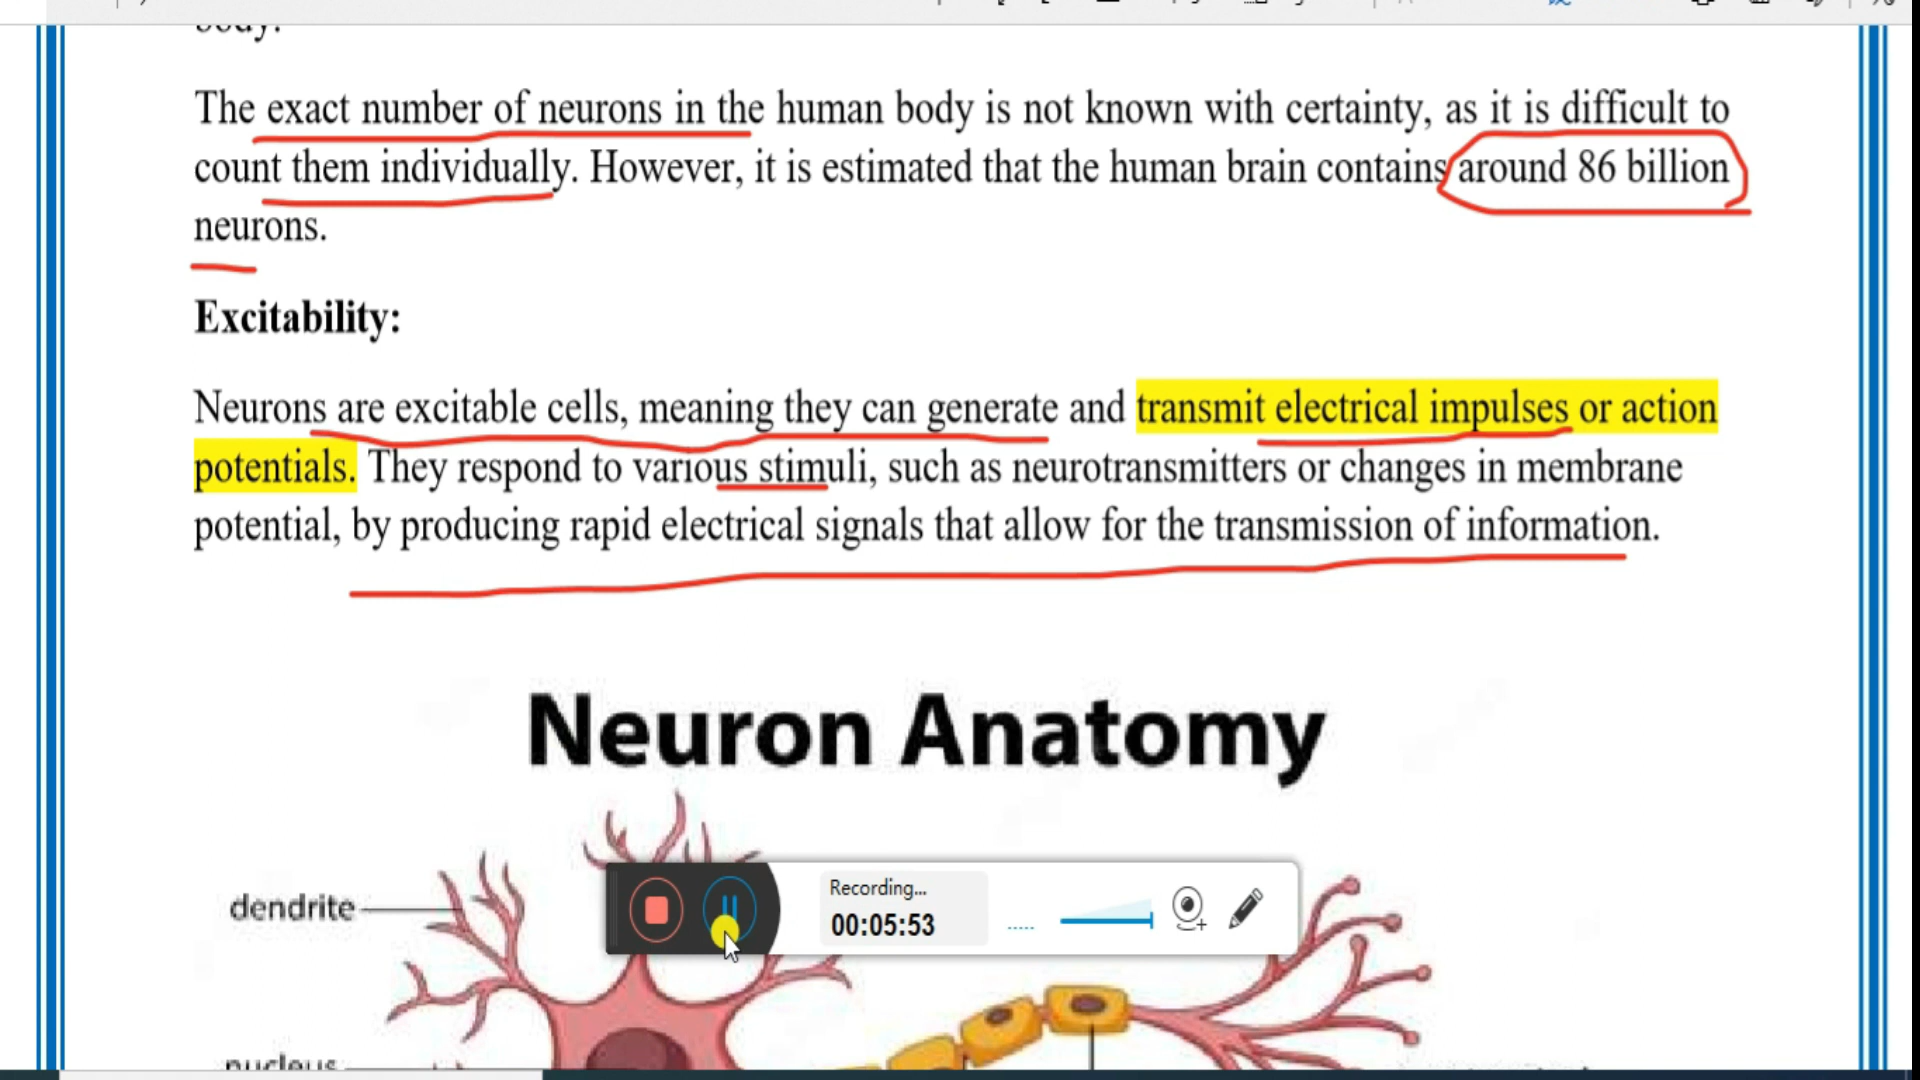 body.
The exact number of neurons in the human body is not known with certainty, as it is difficult to
count them individually. However, it is estimated that the human brain contains around 86 billion
neurons.
Excitability:
Neurons are excitable cells, meaning they can generate and transmit electrical impulses or action
potentials. They respond to various stimuli, such as neurotransmitters or changes in membrane
potential, by producing rapid electrical signals that allow for the transmission of information.
Neuron Anatomy
dendrite
Recording...
00:05:53
nucleus